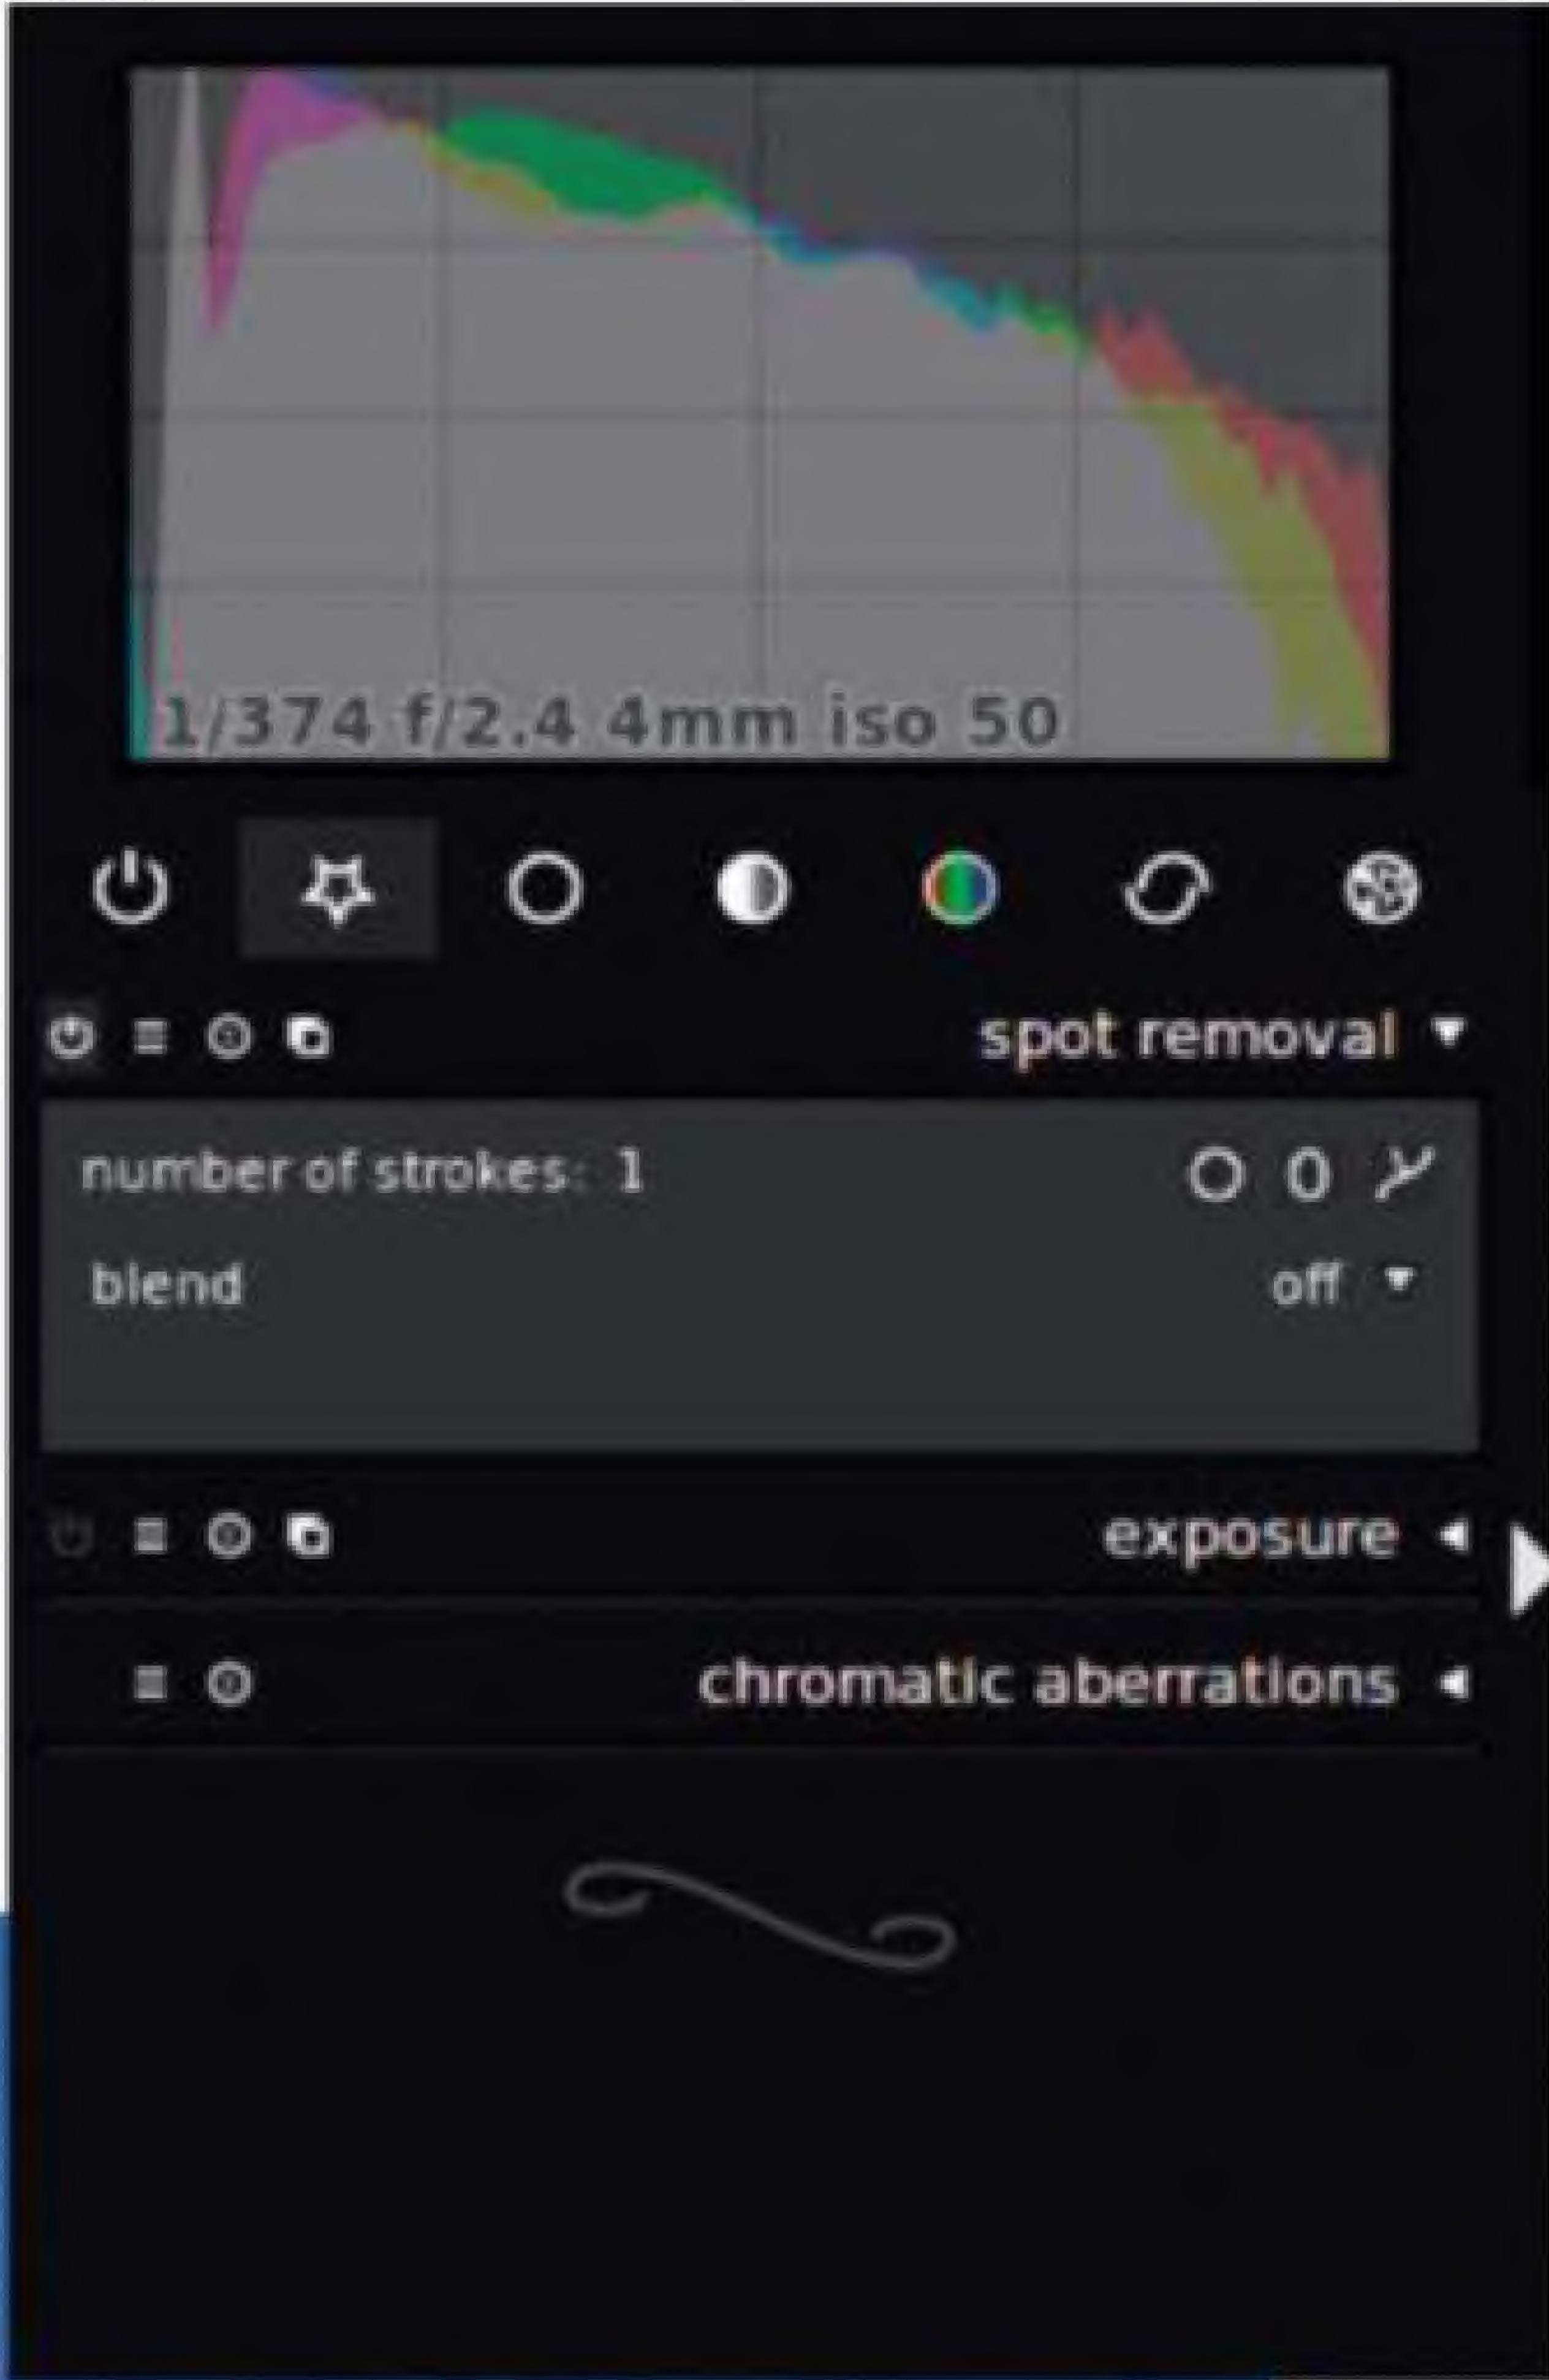 1/374 f/2.4 4mm iso 50
spot removal
number of strokes: 1
blend off
exposure
chromatic aberrations